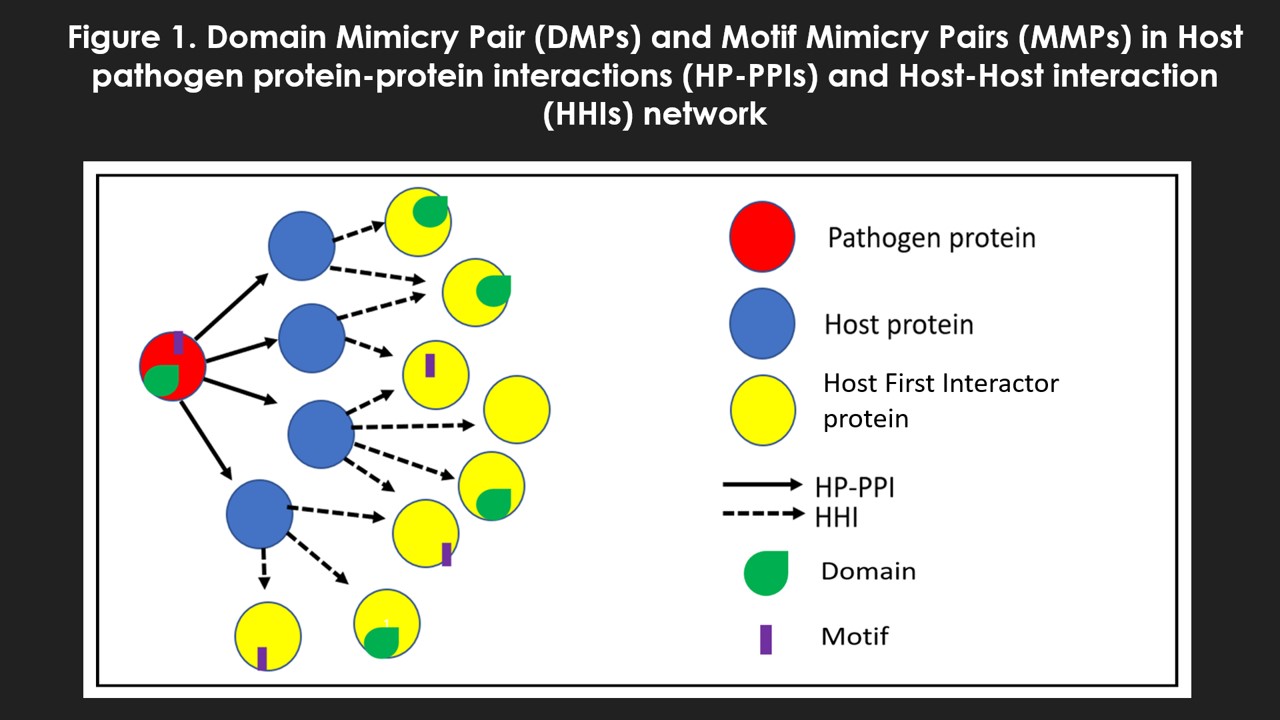 Figure 1. Domain Mimicry Pair (DMPs) and Motif Mimicry Pairs (MMPs) in Host
pathogen protein-protein interactions (HP-PPIs) and Host-Host interaction
(HHIs) network
Pathogen protein
Host protein
Host First Interactor
protein
HP-PPI
HHI
Domain
Motif